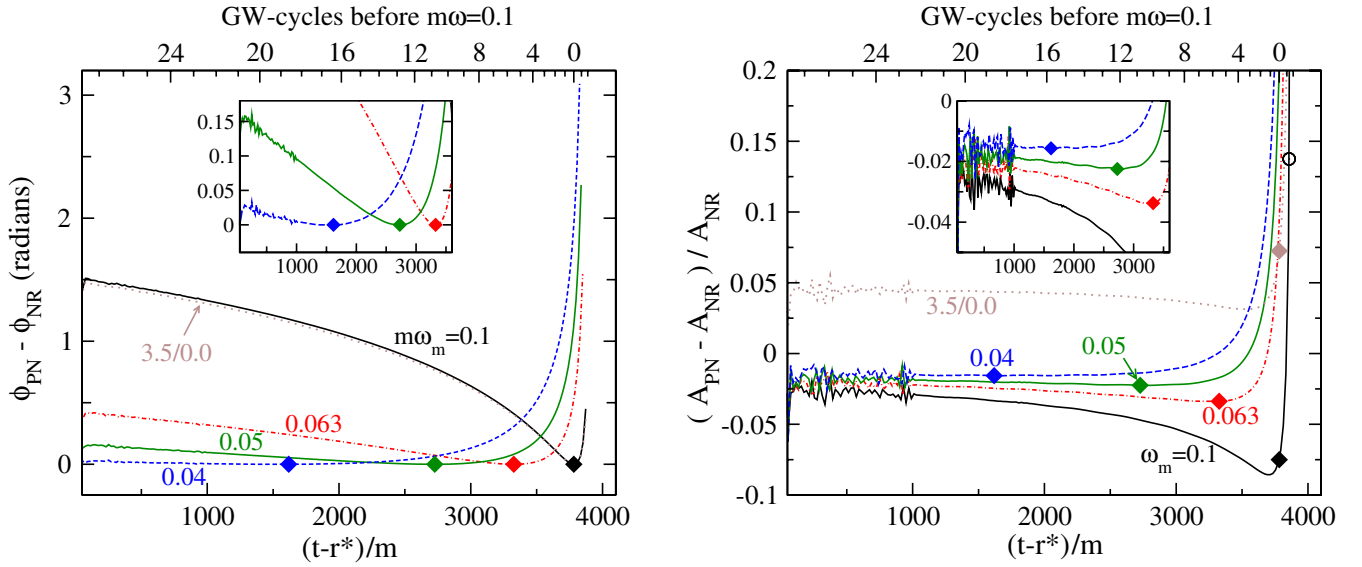 GW-cycles before mω=0.1
24 20 16 12 8 4 0
3
2
1
0
ϕPN - ϕNR (radians)
0.15
0.1
0.05
0
1000 2000 3000
3.5/0.0
mωm=0.1
0.063
0.05
0.04
1000 2000 3000 4000
(t-r*)/m
GW-cycles before mω=0.1
24 20 16 12 8 4 0
0.2
0.15
0.1
0.05
0
-0.05
-0.1
( APN - ANR ) / ANR
0
-0.02
-0.04
1000 2000 3000
3.5/0.0
0.04
0.05
0.063
ωm=0.1
1000 2000 3000 4000
(t-r*)/m